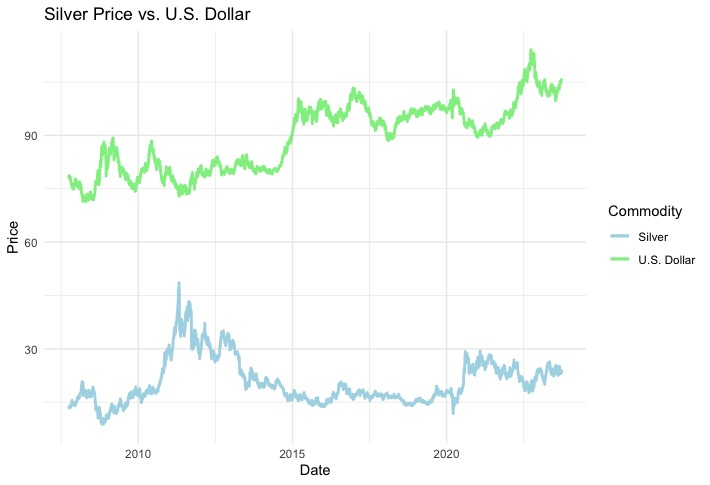 Silver Price vs. U.S. Dollar
Price
90
60
30
2010
2015
2020
Date
Commodity
Silver
U.S. Dollar